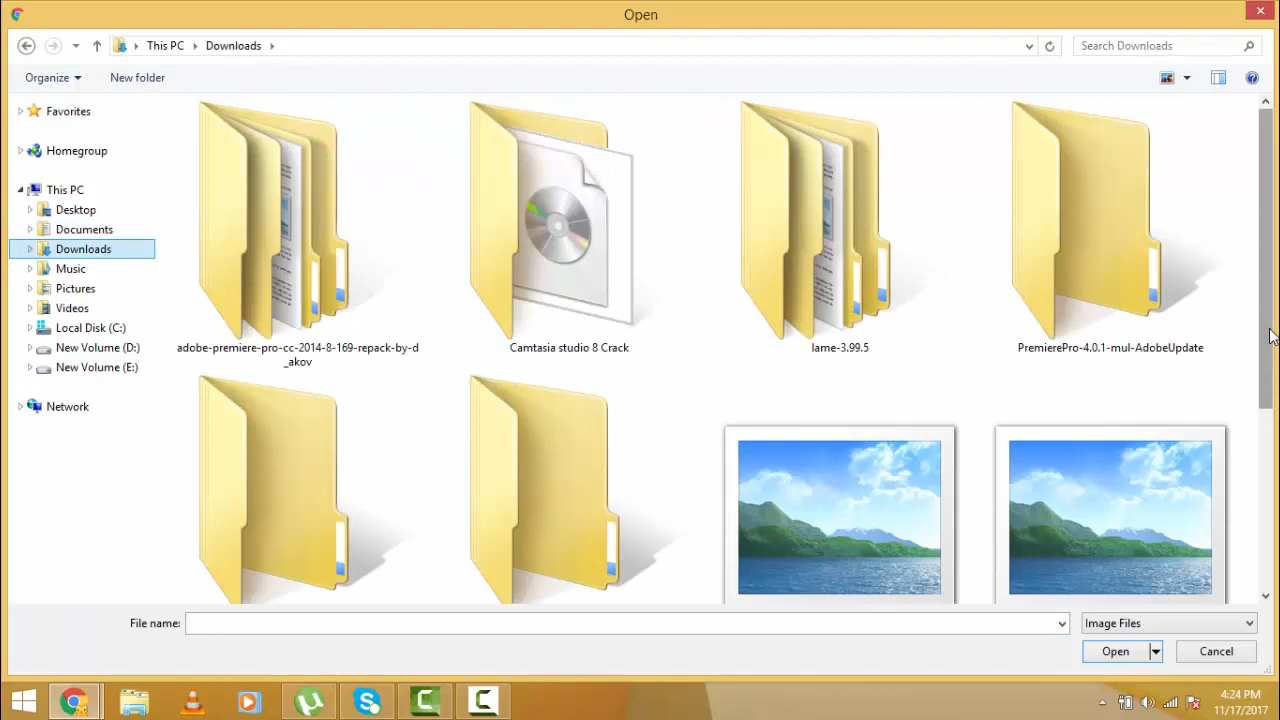 Open
This PC
Downloads
Search Downloads
Organize
New folder
Favorites
Homegroup
This PC
Desktop
Documents
Downloads
Music
Pictures
Videos
Local Disk (C:)
New Volume (D:)
New Volume (E:)
Network
adobe-premiere-pro-cc-2014-8-169-repack-by-d
_akov
Camtasia studio 8 Crack
lame-3.99.5
PremierePro-4.0.1-mul-AdobeUpdate
File name:
Image Files
Open
Cancel
4:24 PM
11/17/2017